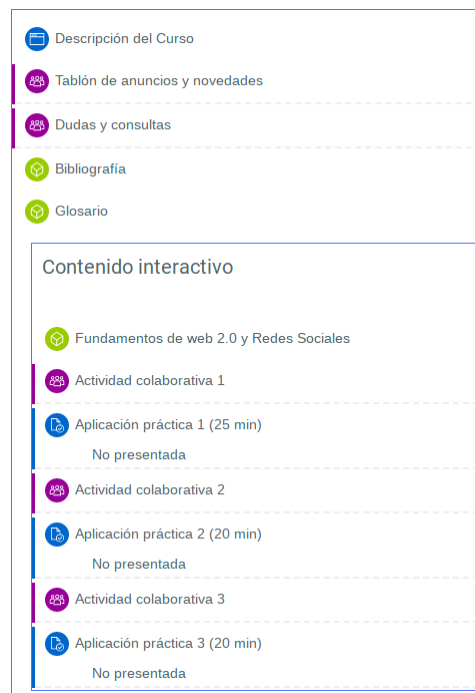 Descripción del Curso
Tablón de anuncios y novedades
Dudas y consultas
Bibliografía
Glosario
Contenido interactivo
Fundamentos de web 2.0 y Redes Sociales
Actividad colaborativa 1
Aplicación práctica 1 (25 min)
No presentada
Actividad colaborativa 2
Aplicación práctica 2 (20 min)
No presentada
Actividad colaborativa 3
Aplicación práctica 3 (20 min)
No presentada